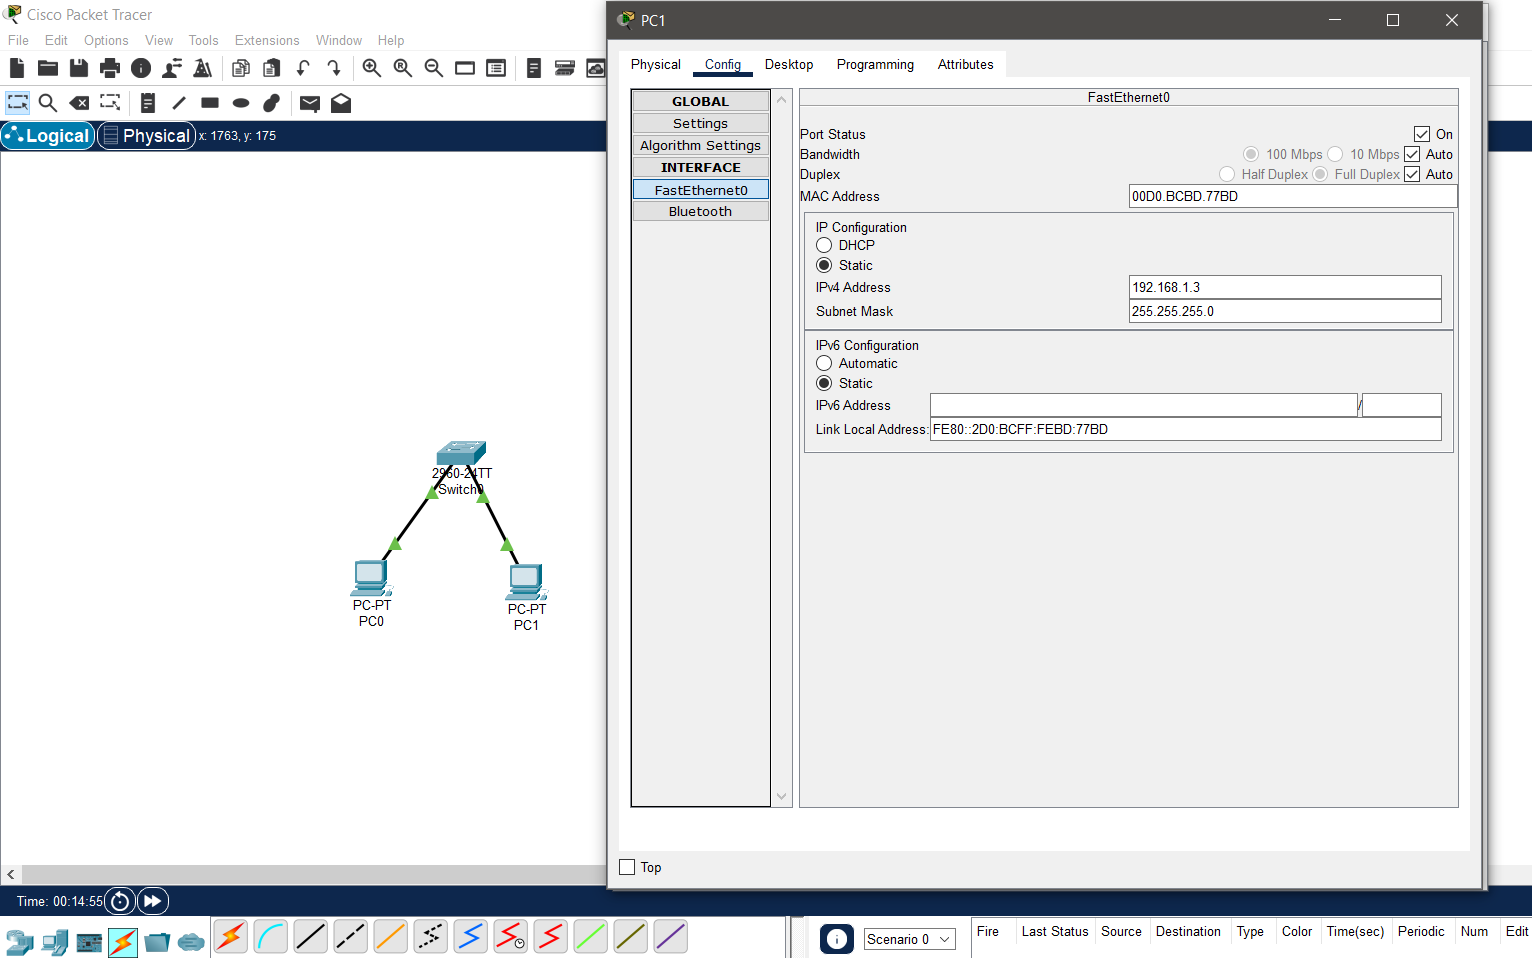 Cisco Packet Tracer
File Edit Options View Tools Extensions Window Help
Logical Physical x: 1763, y: 175
2960-24TT
Switch0
PC-PT
PC0
PC-PT
PC1
Time: 00:14:55
PC1
Physical Config Desktop Programming Attributes
GLOBAL
Settings
Algorithm Settings
INTERFACE
FastEthernet0
Bluetooth
FastEthernet0
Port Status On
Bandwidth 100 Mbps 10 Mbps Auto
Duplex Half Duplex Full Duplex Auto
MAC Address 00D0.BCBD.77BD
IP Configuration
DHCP
Static
IPv4 Address 192.168.1.3
Subnet Mask 255.255.255.0
IPv6 Configuration
Automatic
Static
IPv6 Address /
Link Local Address: FE80::2D0:BCFF:FEBD:77BD
Top
Scenario 0
Fire Last Status Source Destination Type Color Time(sec) Periodic Num Edit